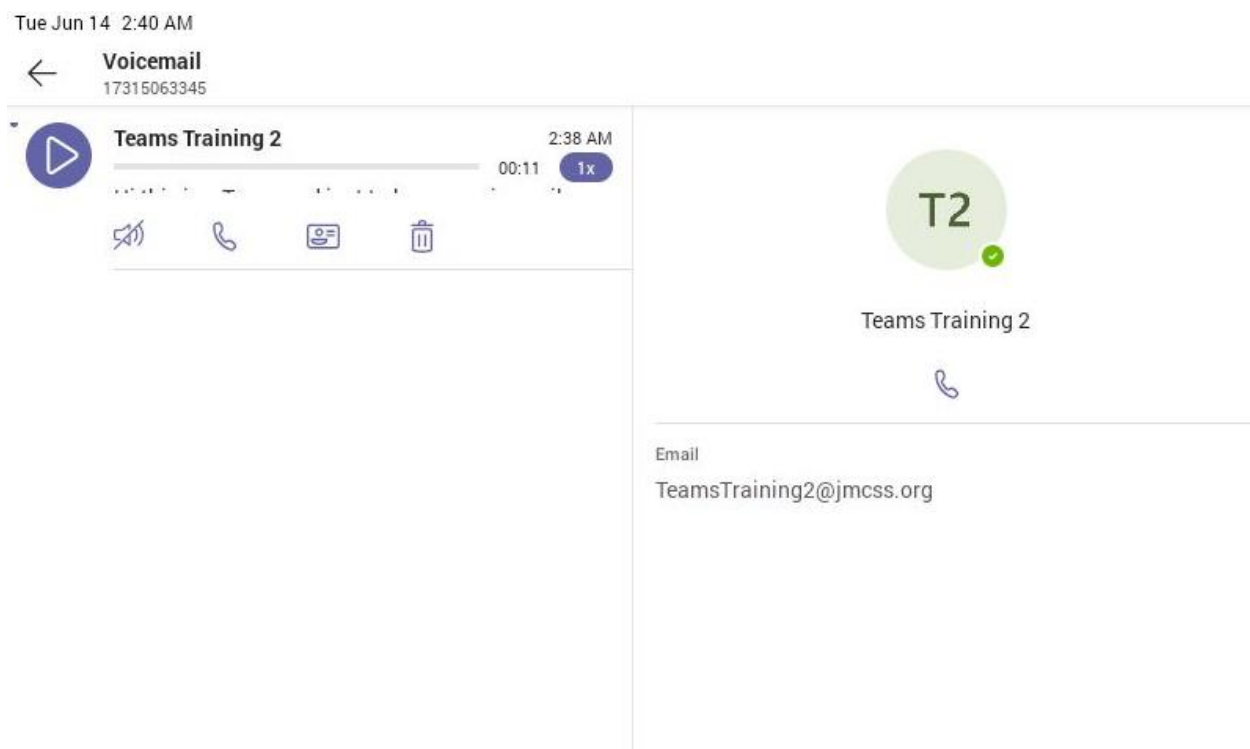 Tue Jun 14 2:40 AM
Voicemail
17315063345
Teams Training 2
2:38 AM
00:11
1x
T2
Teams Training 2
Email
TeamsTraining2@jmcss.org